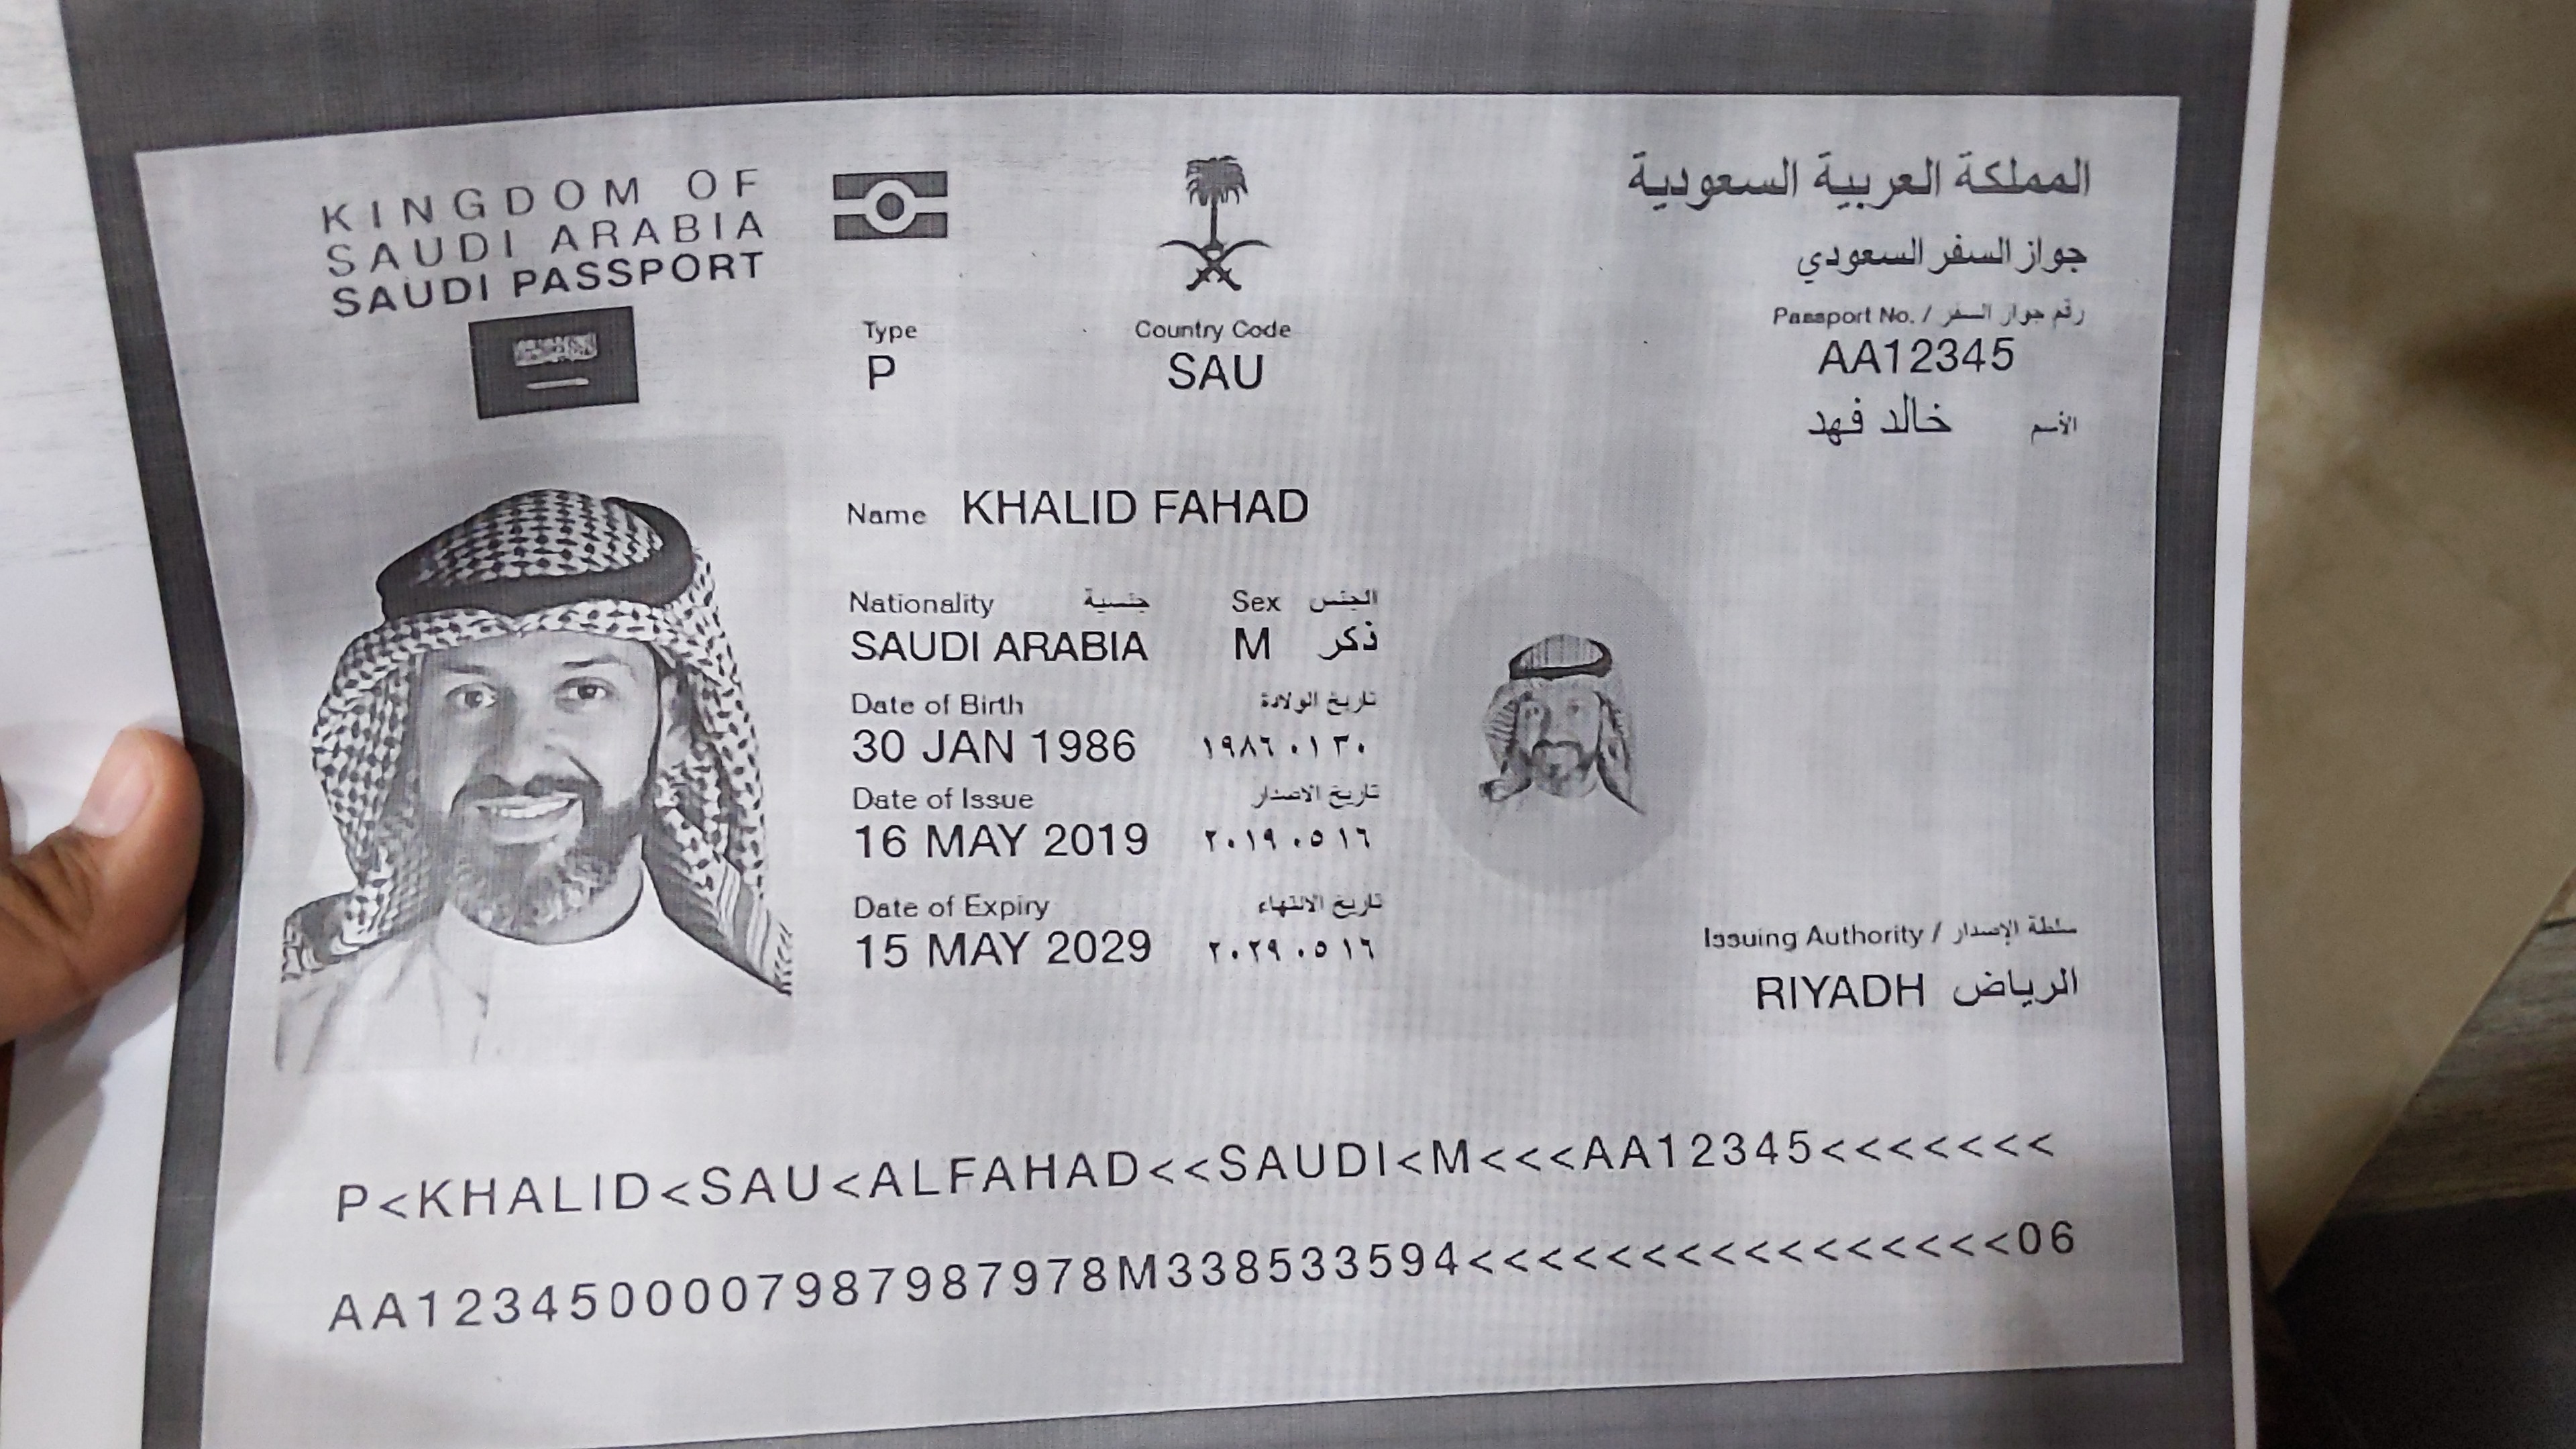 KINGDOM OF
SAUDI ARABIA
SAUDI PASSPORT
المملكة العربية السعودية
جواز السفر السعودي
Type
P
Country Code
SAU
Passport No. / رقم جواز السفر
AA12345
Name KHALID FAHAD
خالد فهد الأسم
Nationality جنسية
SAUDI ARABIA
Sex الجنس
M ذكر
Date of Birth تاريخ الولادة
30 JAN 1986 ١٩٨٦ ٠١ ٣٠
Date of Issue تاريخ الاصدار
16 MAY 2019 ٢٠١٩ ٠٥ ١٦
Date of Expiry تاريخ الانتهاء
15 MAY 2029 ٢٠٢٩ ٠٥ ١٦
Issuing Authority / سلطة الإصدار
RIYADH الرياض
P<KHALID<SAU<ALFAHAD<<SAUDI<M<<<AA12345<<<<<<<
AA12345000007987987987978M3385333594<<<<<<<<<<<<<<<<<<06